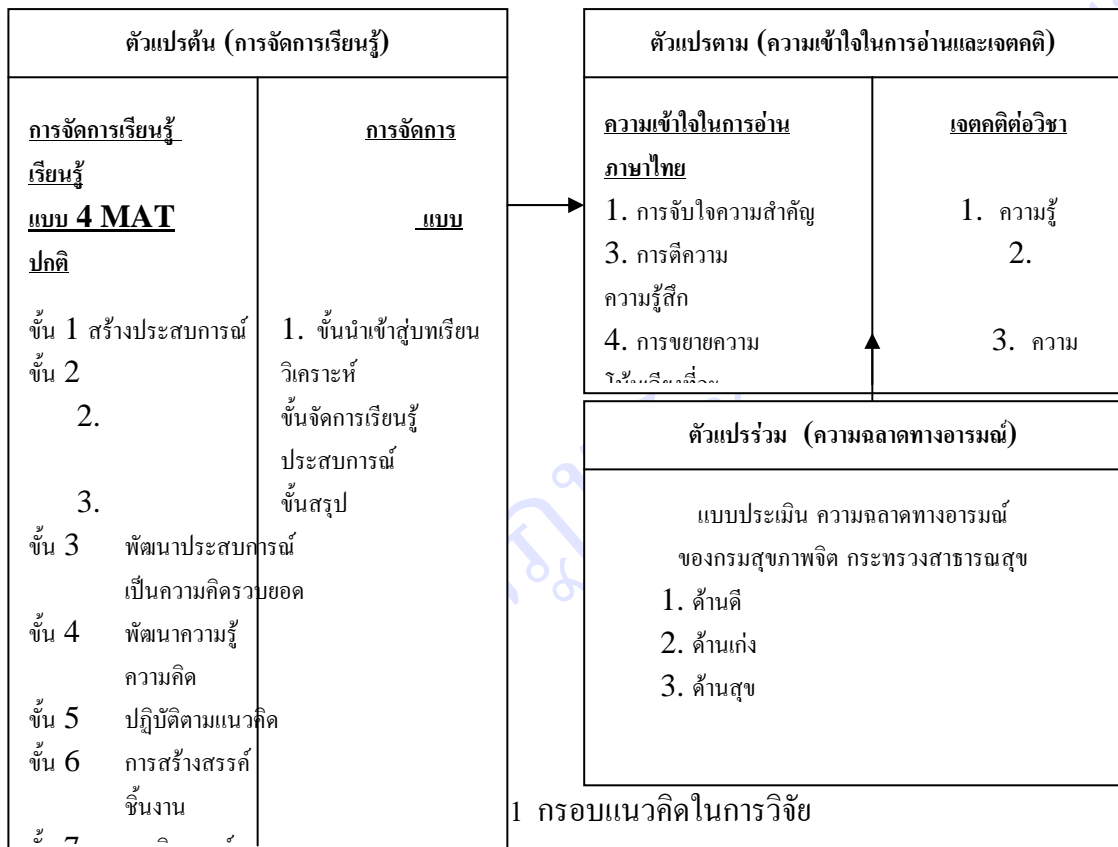 ตัวแปรต้น (การจัดการเรียนรู้)
การจัดการเรียนรู้ การจัดการ
เรียนรู้
แบบ 4 MAT แบบ
ปกติ
ขั้น 1 สร้างประสบการณ์ 1. ขั้นนำเข้าสู่บทเรียน
ขั้น 2 วิเคราะห์
2. ขั้นจัดการเรียนรู้
ประสบการณ์
3. ขั้นสรุป
ขั้น 3 พัฒนาประสบการณ์
เป็นความคิดรวบยอด
ขั้น 4 พัฒนาความรู้
ความคิด
ขั้น 5 ปฏิบัติตามแนวคิด
ขั้น 6 การสร้างสรรค์
ชิ้นงาน
ตัวแปรตาม (ความเข้าใจในการอ่านและเจตคติ)
ความเข้าใจในการอ่าน เจตคติต่อวิชา
ภาษาไทย
1. การจับใจความสำคัญ 1. ความรู้
3. การตีความ 2.
ความรู้สึก
4. การขยายความ 3. ความ
ตัวแปรร่วม (ความฉลาดทางอารมณ์)
แบบประเมิน ความฉลาดทางอารมณ์
ของกรมสุขภาพจิต กระทรวงสาธารณสุข
1. ด้านดี
2. ด้านเก่ง
3. ด้านสุข
1 กรอบแนวคิดในการวิจัย